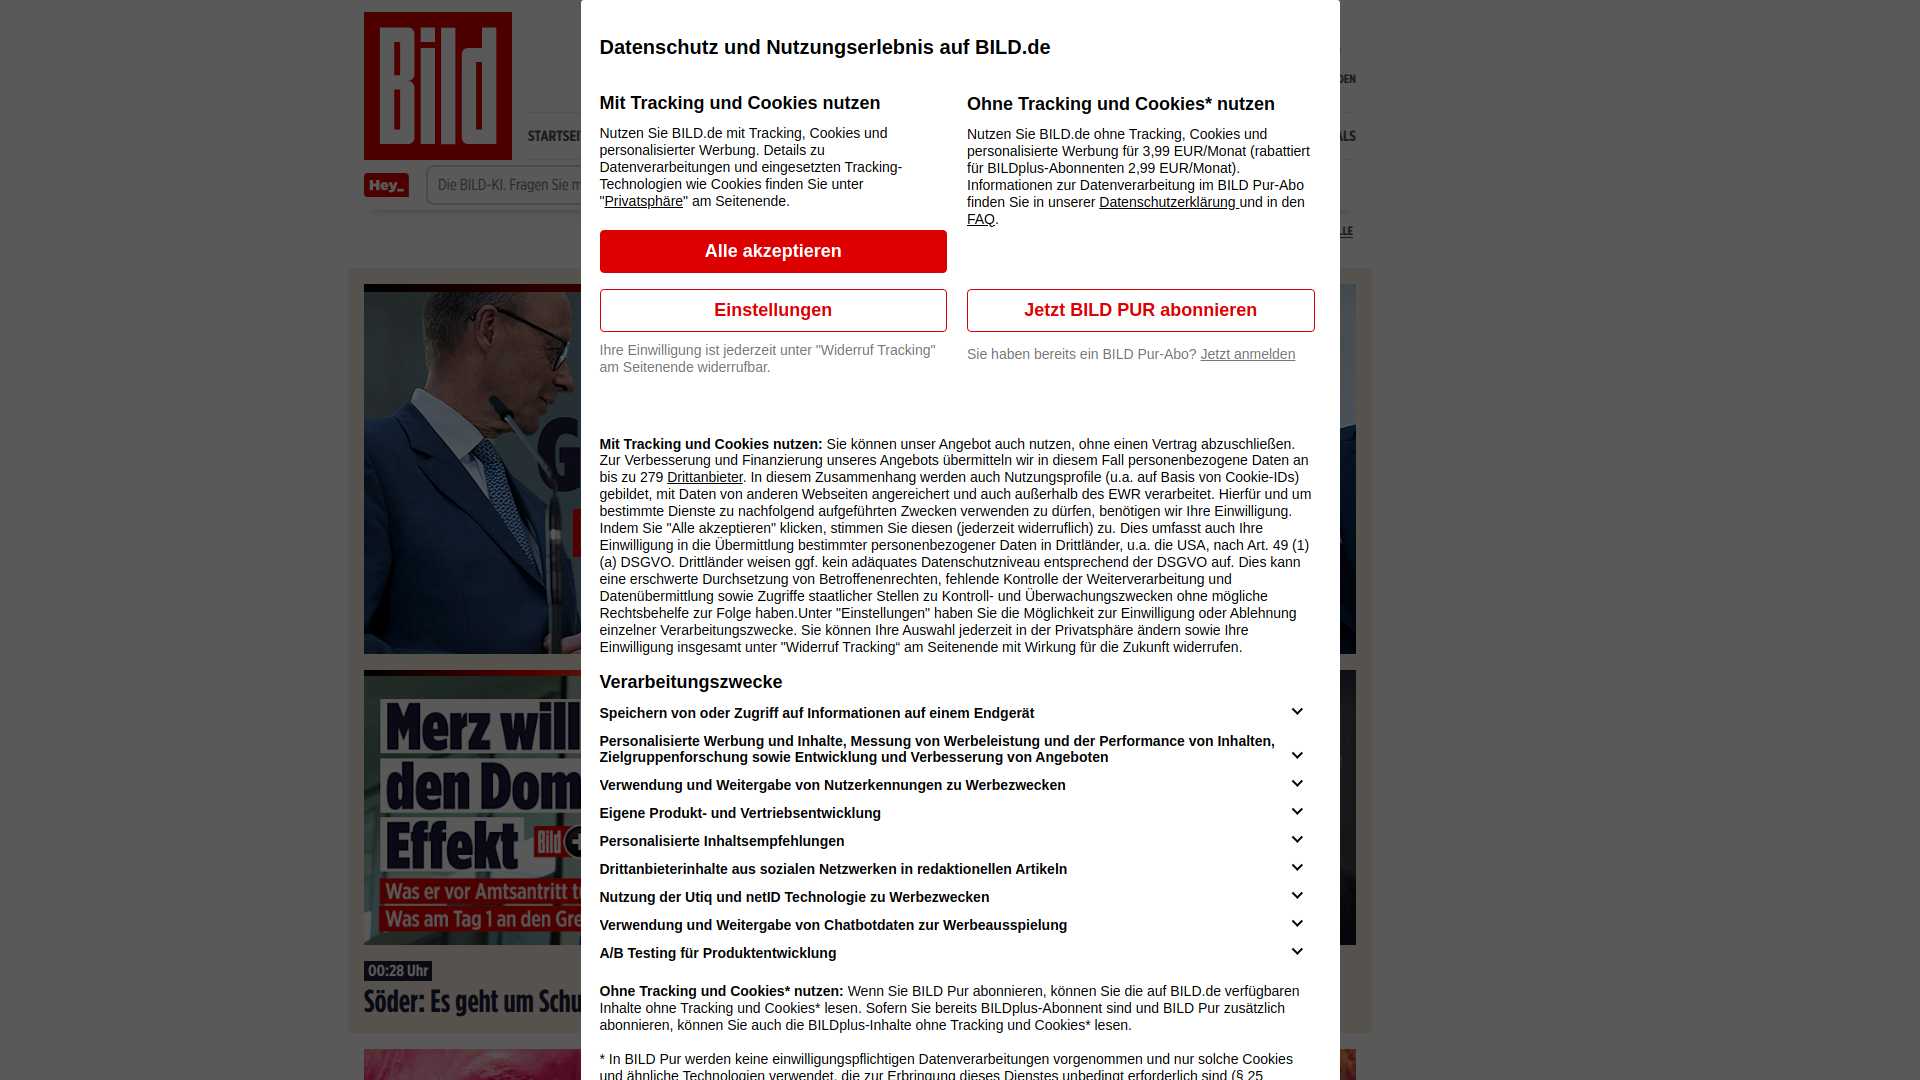 Bild
DEN
STARTSEI
ALS
Hey_
Die BILD-KI. Fragen Sie m
LLE
Datenschutz und Nutzungserlebnis auf BILD.de
Mit Tracking und Cookies nutzen
Nutzen Sie BILD.de mit Tracking, Cookies und
personalisierter Werbung. Details zu
Datenverarbeitungen und eingesetzten Tracking-
Technologien wie Cookies finden Sie unter
"Privatsphäre" am Seitenende.
Alle akzeptieren
Einstellungen
Ihre Einwilligung ist jederzeit unter "Widerruf Tracking"
am Seitenende widerrufbar.
Ohne Tracking und Cookies* nutzen
Nutzen Sie BILD.de ohne Tracking, Cookies und
personalisierte Werbung für 3,99 EUR/Monat (rabattiert
für BILDplus-Abonnenten 2,99 EUR/Monat).
Informationen zur Datenverarbeitung im BILD Pur-Abo
finden Sie in unserer Datenschutzerklärung und in den
FAQ.
Jetzt BILD PUR abonnieren
Sie haben bereits ein BILD Pur-Abo? Jetzt anmelden
G
Mit Tracking und Cookies nutzen: Sie können unser Angebot auch nutzen, ohne einen Vertrag abzuschließen.
Zur Verbesserung und Finanzierung unseres Angebots übermitteln wir in diesem Fall personenbezogene Daten an
bis zu 279 Drittanbieter. In diesem Zusammenhang werden auch Nutzungsprofile (u.a. auf Basis von Cookie-IDs)
gebildet, mit Daten von anderen Webseiten angereichert und auch außerhalb des EWR verarbeitet. Hierfür und um
bestimmte Dienste zu nachfolgend aufgeführten Zwecken verwenden zu dürfen, benötigen wir Ihre Einwilligung.
Indem Sie "Alle akzeptieren" klicken, stimmen Sie diesen (jederzeit widerruflich) zu. Dies umfasst auch Ihre
Einwilligung in die Übermittlung bestimmter personenbezogener Daten in Drittländer, u.a. die USA, nach Art. 49 (1)
(a) DSGVO. Drittländer weisen ggf. kein adäquates Datenschutzniveau entsprechend der DSGVO auf. Dies kann
eine erschwerte Durchsetzung von Betroffenenrechten, fehlende Kontrolle der Weiterverarbeitung und
Datenübermittlung sowie Zugriffe staatlicher Stellen zu Kontroll- und Überwachungszwecken ohne mögliche
Rechtsbehelfe zur Folge haben.Unter "Einstellungen" haben Sie die Möglichkeit zur Einwilligung oder Ablehnung
einzelner Verarbeitungszwecke. Sie können Ihre Auswahl jederzeit in der Privatsphäre ändern sowie Ihre
Einwilligung insgesamt unter "Widerruf Tracking“ am Seitenende mit Wirkung für die Zukunft widerrufen.
Verarbeitungszwecke
Speichern von oder Zugriff auf Informationen auf einem Endgerät
Personalisierte Werbung und Inhalte, Messung von Werbeleistung und der Performance von Inhalten,
Zielgruppenforschung sowie Entwicklung und Verbesserung von Angeboten
Verwendung und Weitergabe von Nutzerkennungen zu Werbezwecken
Eigene Produkt- und Vertriebsentwicklung
Personalisierte Inhaltsempfehlungen
Drittanbieterinhalte aus sozialen Netzwerken in redaktionellen Artikeln
Nutzung der Utiq und netID Technologie zu Werbezwecken
Verwendung und Weitergabe von Chatbotdaten zur Werbeausspielung
A/B Testing für Produktentwicklung
Ohne Tracking und Cookies* nutzen: Wenn Sie BILD Pur abonnieren, können Sie die auf BILD.de verfügbaren
Inhalte ohne Tracking und Cookies* lesen. Sofern Sie bereits BILDplus-Abonnent sind und BILD Pur zusätzlich
abonnieren, können Sie auch die BILDplus-Inhalte ohne Tracking und Cookies* lesen.
* In BILD Pur werden keine einwilligungspflichtigen Datenverarbeitungen vorgenommen und nur solche Cookies
und ähnliche Technologien verwendet, die zur Erbringung dieses Dienstes unbedingt erforderlich sind (§ 25
Merz will
den Dom
Effekt
Bild +
Was er vor Amtsantritt t
Was am Tag 1 an den Gre
00:28 Uhr
Söder: Es geht um Schu